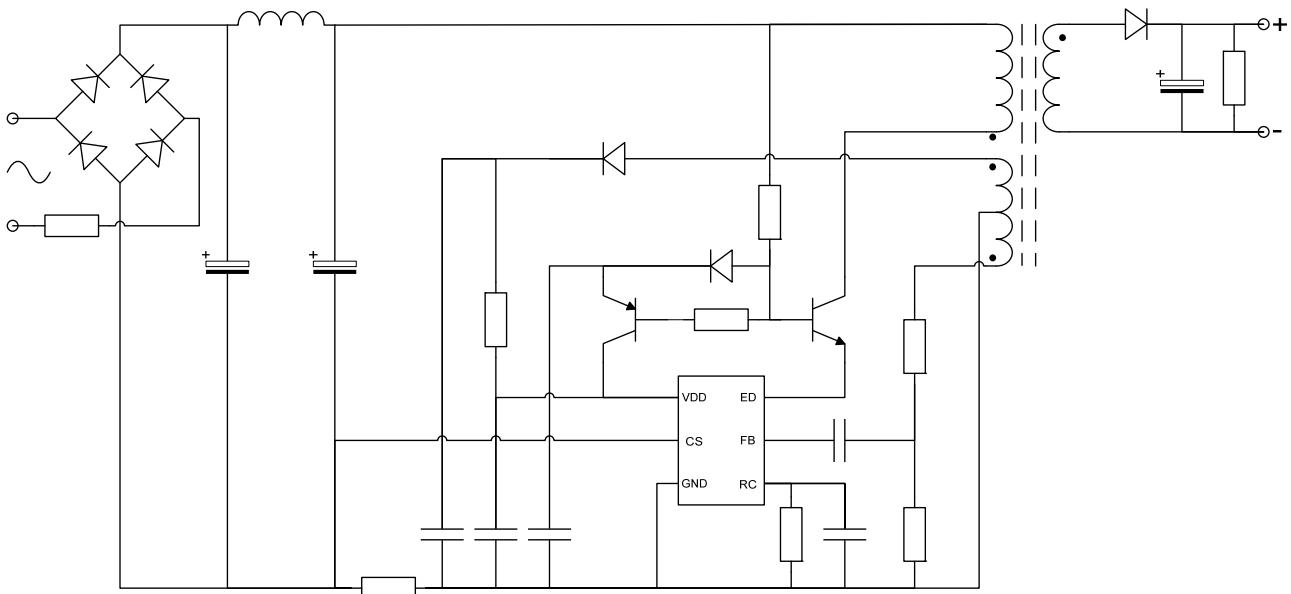 +
+
+
+
-
VDD ED
CS FB
GND RC